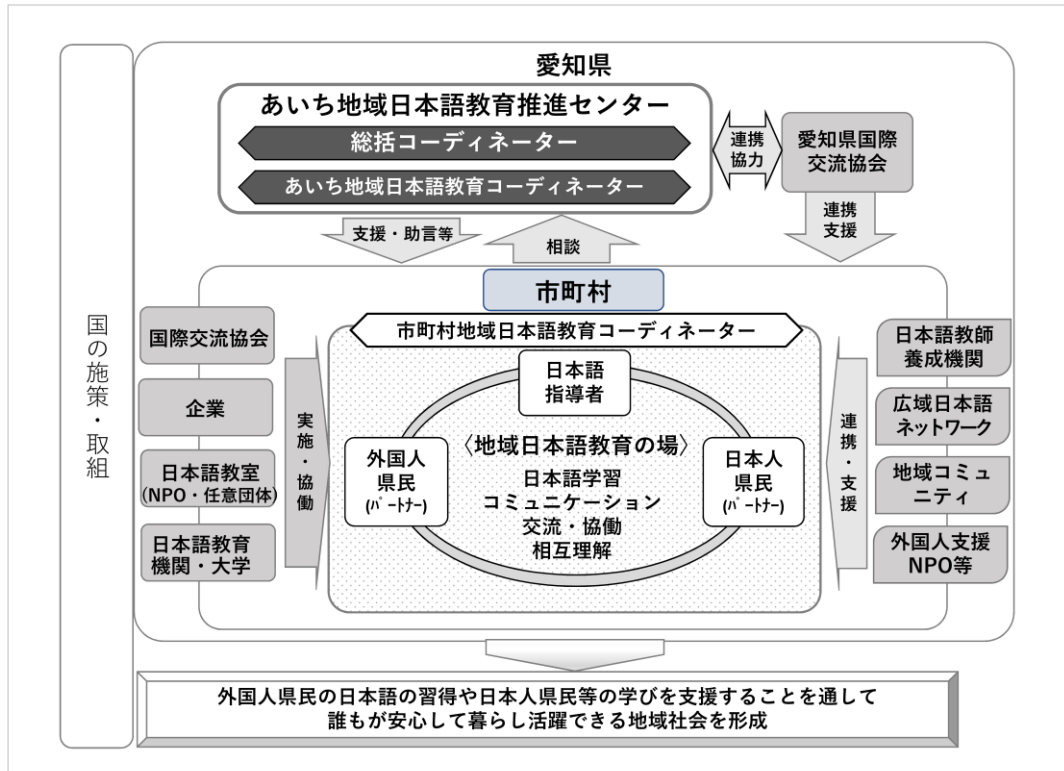 愛知県
あいち地域日本語教育推進センター
総括コーディネーター
あいち地域日本語教育コーディネーター
連携
協力
愛知県国際
交流協会
支援・助言等
相談
連携
支援
国の施策・取組
市町村
市町村地域日本語教育コーディネーター
国際交流協会
企業
日本語教室
(NPO・任意団体)
日本語教育
機関・大学
実施・協働
日本語
指導者
外国人
県民
(ﾊﾟｰトナー)
〈地域日本語教育の場〉
日本語学習
コミュニケーション
交流・協働
相互理解
日本人
県民
(ﾊﾟｰトナー)
連携・支援
日本語教師
養成機関
広域日本語
ネットワーク
地域コミュ
ニティ
外国人支援
NPO等
外国人県民の日本語の習得や日本人県民等の学びを支援することを通して
誰もが安心して暮らし活躍できる地域社会を形成